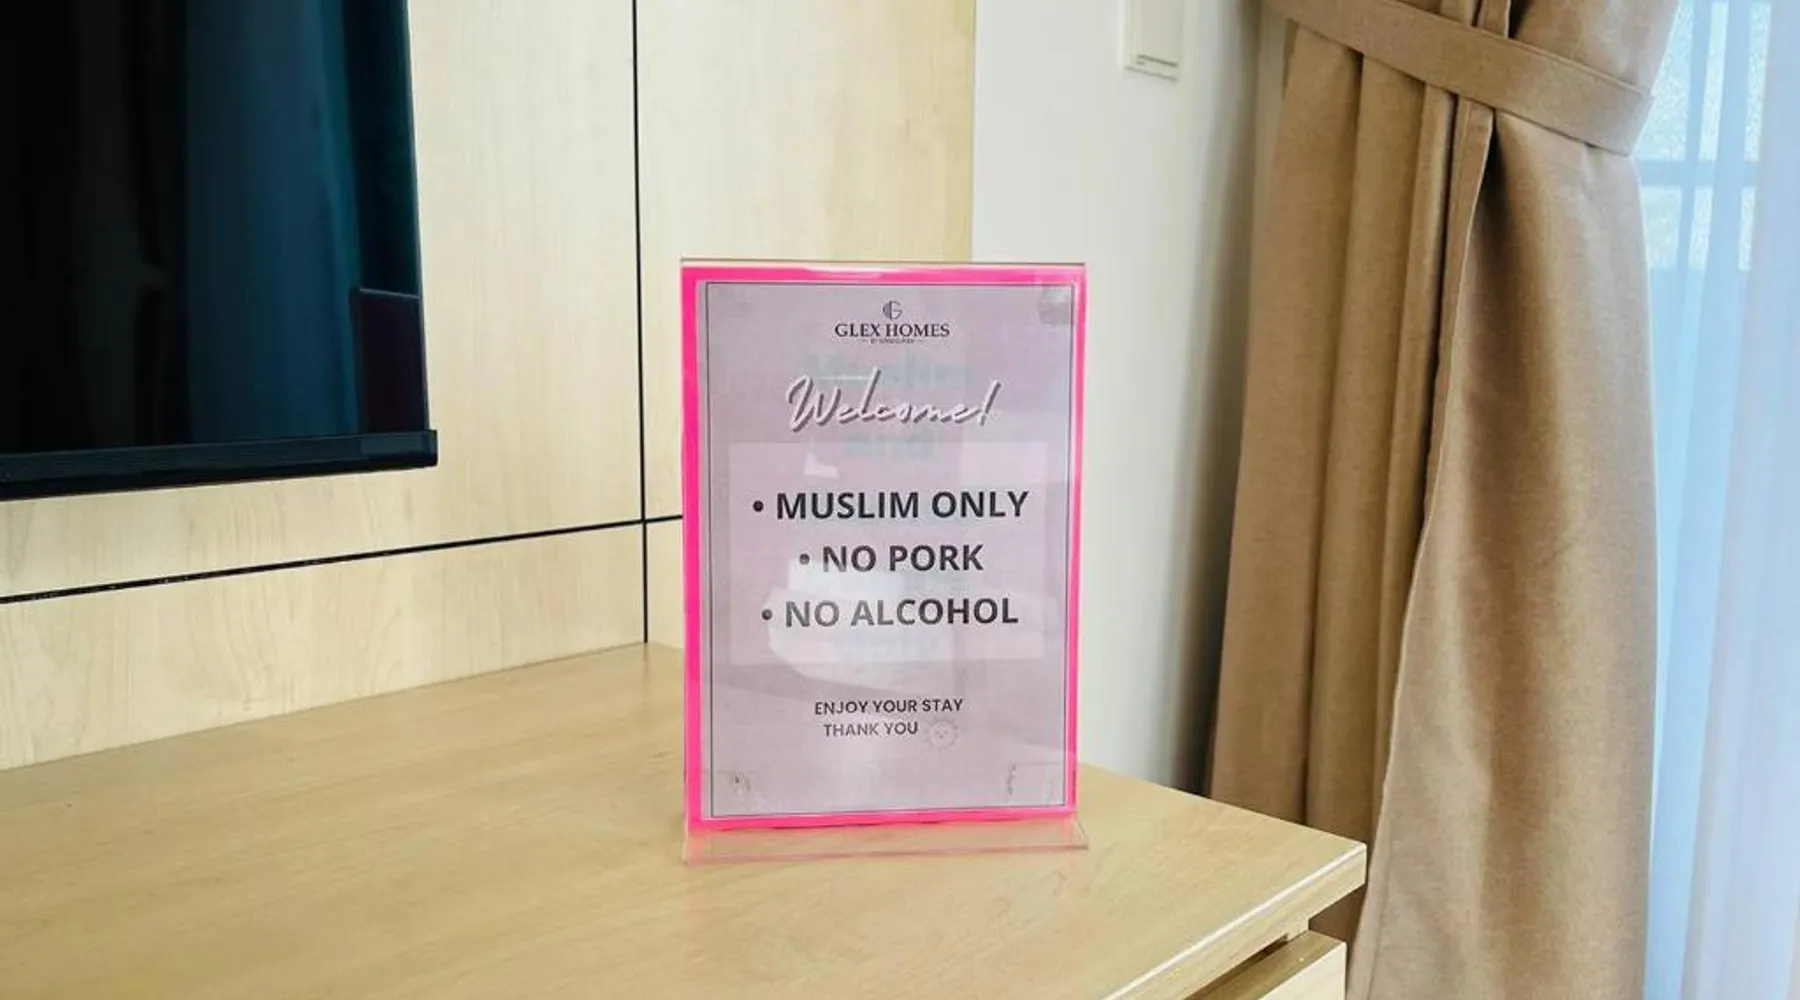 GLEX HOMES
Welcome!
• MUSLIM ONLY
• NO PORK
• NO ALCOHOL
ENJOY YOUR STAY
THANK YOU